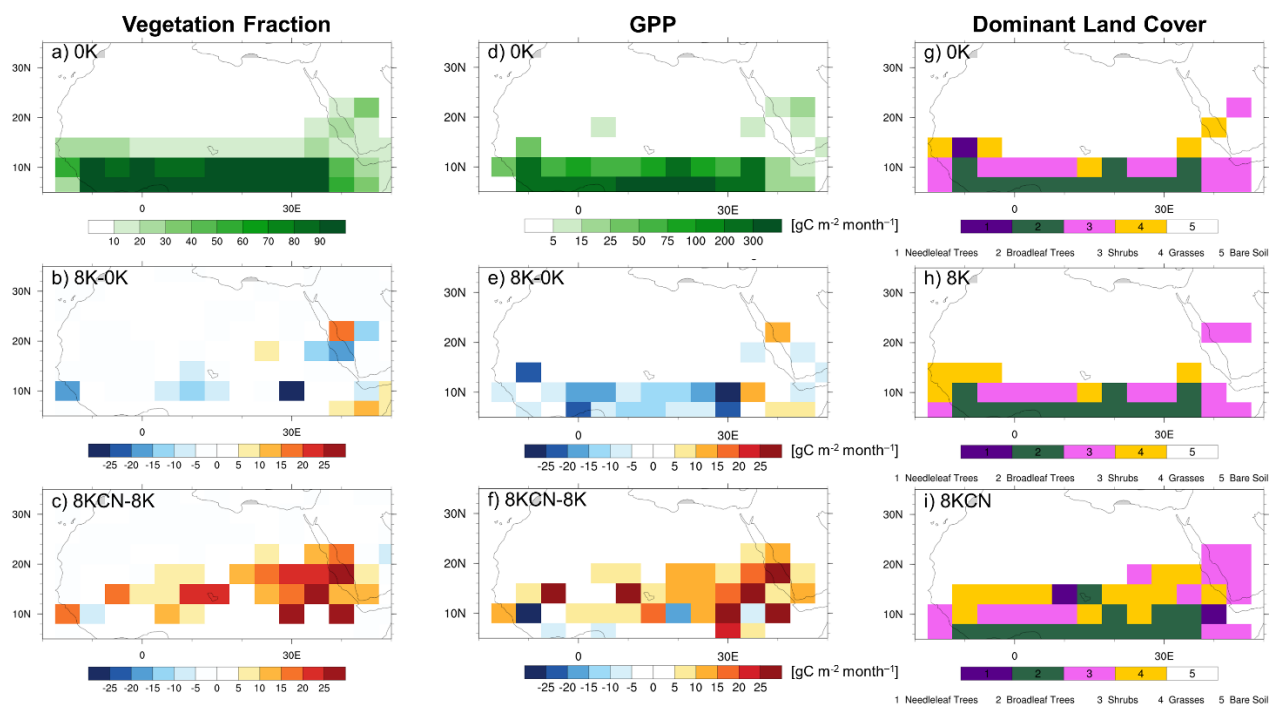 Vegetation Fraction
GPP
Dominant Land Cover
a) 0K
30N
20N
10N
0
30E
10 20 30 40 60 70 80 90
d) 0K
30N
20N
10N
0
30E
5 15 25 50 75 100 200 300
[gC m⁻² month⁻¹]
g) 0K
30N
20N
10N
0
30E
1 2 3 4 5
1 Needleleaf Trees 2 Broadleaf Trees 3 Shrubs 4 Grasses 5 Bare Soil
b) 8K-0K
30N
20N
10N
0
30E
-25 -20 -15 -10 -5 0 5 10 15 20 25
e) 8K-0K
30N
20N
10N
0
30E
-25 -20 -15 -10 -5 0 5 10 15 20 25
[gC m⁻² month⁻¹]
h) 8K
30N
20N
10N
0
30E
1 2 3 4 5
1 Needleleaf Trees 2 Broadleaf Trees 3 Shrubs 4 Grasses 5 Bare Soil
c) 8KCN-8K
30N
20N
10N
0
30E
-25 -20 -15 -10 -5 0 5 10 15 20 25
f) 8KCN-8K
30N
20N
10N
0
30E
-25 -20 -15 -10 -5 0 5 10 15 20 25
[gC m⁻² month⁻¹]
i) 8KCN
30N
20N
10N
0
30E
1 2 3 4 5
1 Needleleaf Trees 2 Broadleaf Trees 3 Shrubs 4 Grasses 5 Bare Soil